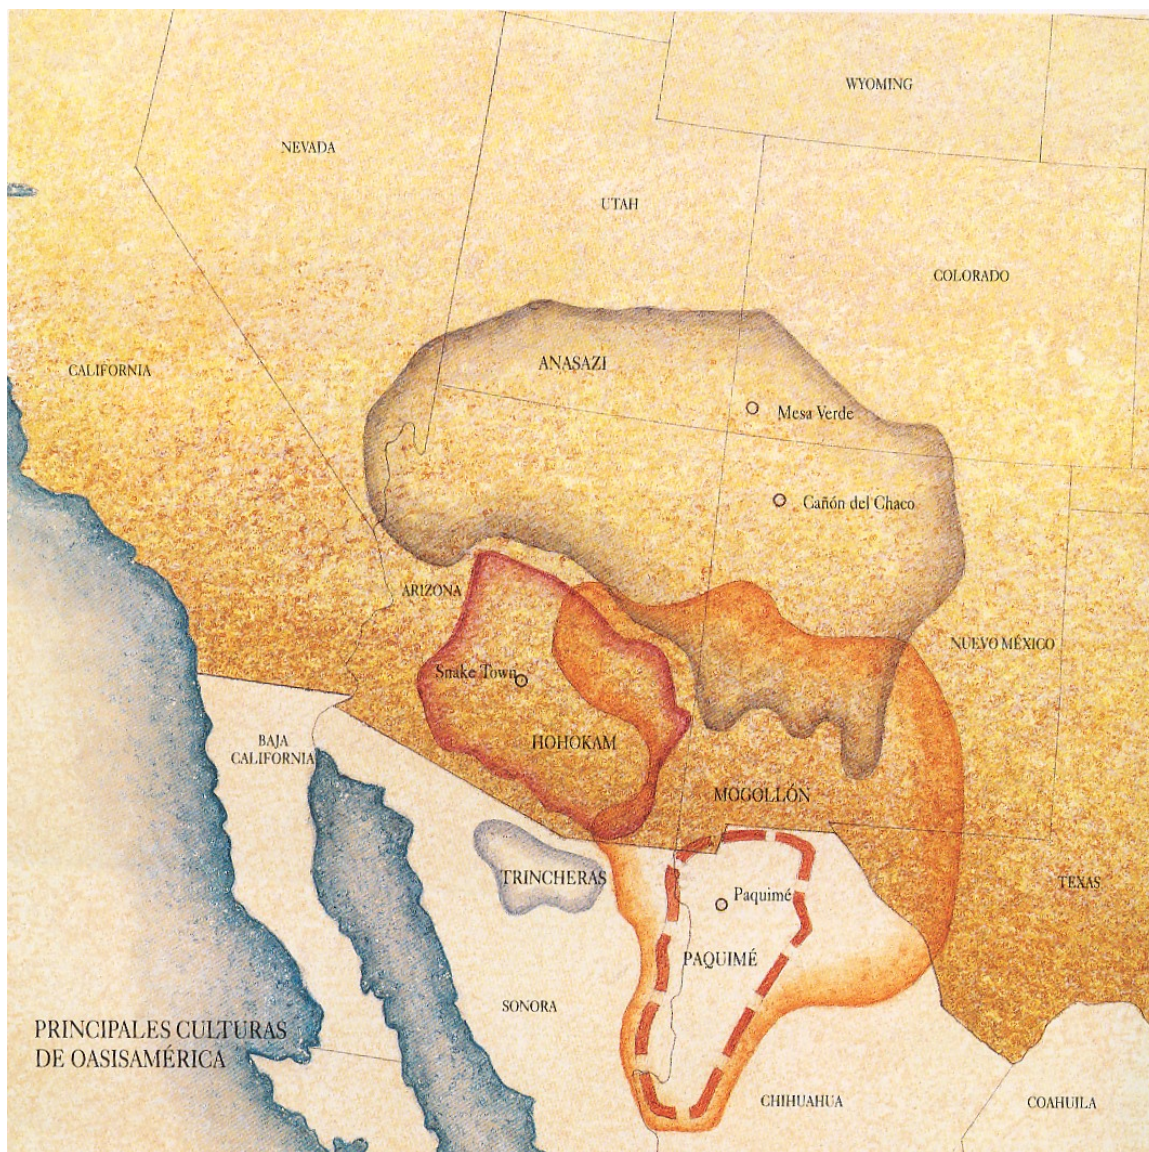 WYOMING
NEVADA
UTAH
COLORADO
ANASAZI
CALIFORNIA
Mesa Verde
Cañón del Chaco
ARIZONA
NUEVO MÉXICO
Snake Town
BAJA
CALIFORNIA
HOHOKAM
MOGOLLÓN
TRINCHERAS
TEXAS
Paquimé
PAQUIMÉ
SONORA
PRINCIPALES CULTURAS
DE OASISAMÉRICA
CHIHUAHUA
COAHUILA